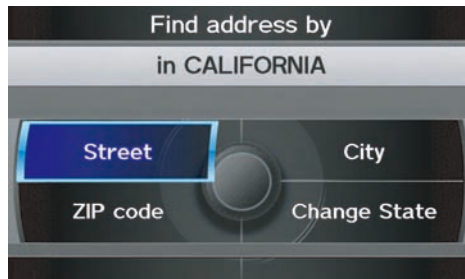 Find address by
in CALIFORNIA
Street
City
ZIP code
Change State